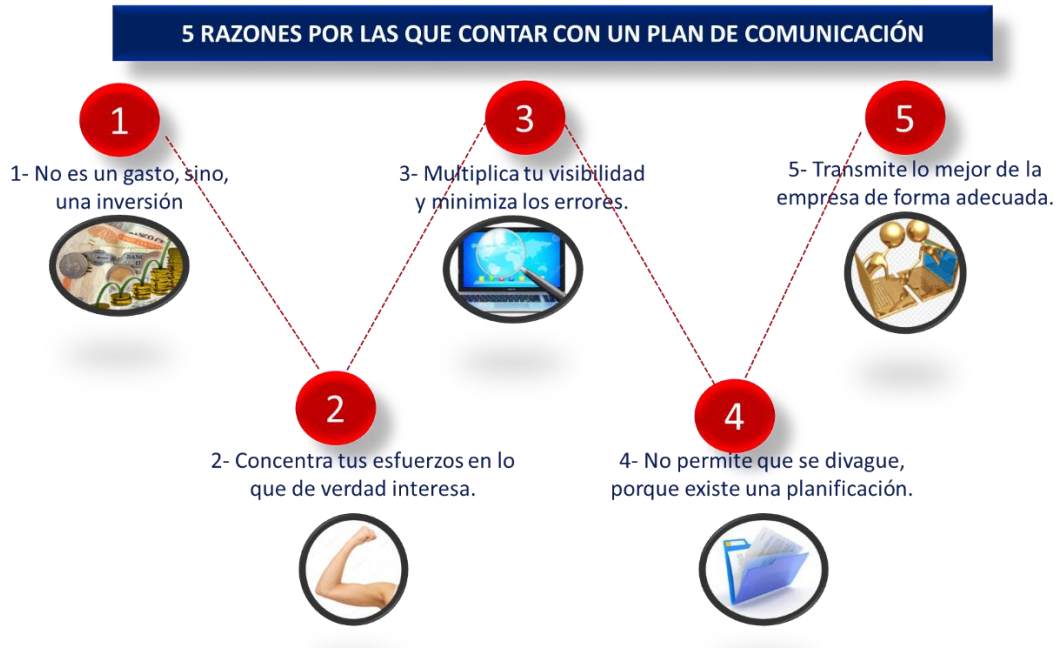 5 RAZONES POR LAS QUE CONTAR CON UN PLAN DE COMUNICACIÓN
1
1- No es un gasto, sino,
una inversión
2
2- Concentra tus esfuerzos en lo
que de verdad interesa.
3
3- Multiplica tu visibilidad
y minimiza los errores.
4
4- No permite que se divague,
porque existe una planificación.
5
5- Transmite lo mejor de la
empresa de forma adecuada.